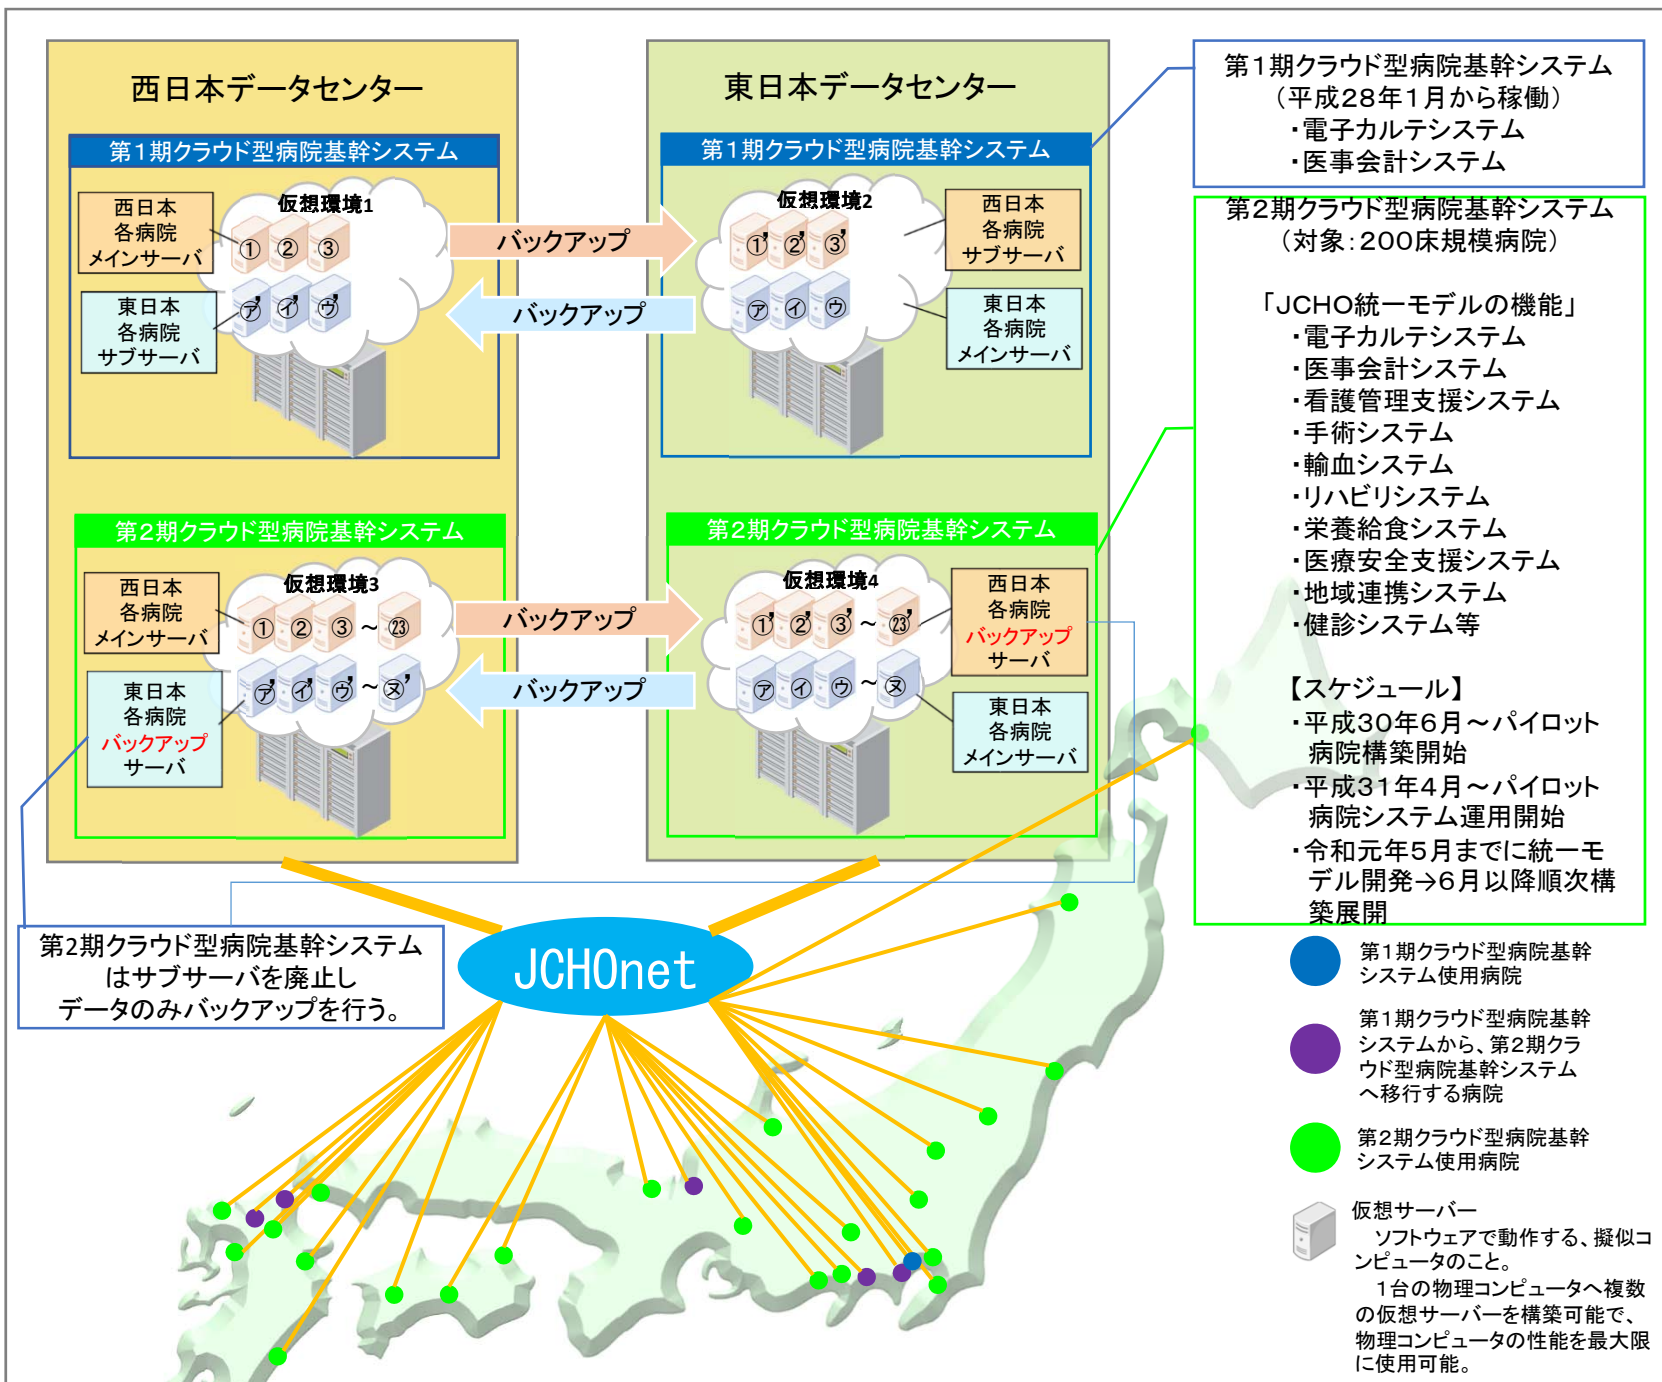 西日本データセンター
第1期クラウド型病院基幹システム
仮想環境1
西日本
各病院
メインサーバ
① ② ③
東日本
各病院
サブサーバ
㋐’ ㋑’ ㋒’
バックアップ
バックアップ
東日本データセンター
第1期クラウド型病院基幹システム
仮想環境2
①’ ②’ ③’
西日本
各病院
サブサーバ
㋐ ㋑ ㋒
東日本
各病院
メインサーバ
第2期クラウド型病院基幹システム
仮想環境3
西日本
各病院
メインサーバ
① ② ③ ~ ㉓
東日本
各病院
バックアップ
サーバ
㋐’ ㋑’ ㋒’ ~ ㋦’
バックアップ
バックアップ
第2期クラウド型病院基幹システム
仮想環境4
①’ ②’ ③’ ~ ㉓’
西日本
各病院
バックアップ
サーバ
㋐ ㋑ ㋒ ~ ㋦
東日本
各病院
メインサーバ
第1期クラウド型病院基幹システム
(平成28年1月から稼働)
・電子カルテシステム
・医事会計システム
第2期クラウド型病院基幹システム
(対象:200床規模病院)
「JCHO統一モデルの機能」
・電子カルテシステム
・医事会計システム
・看護管理支援システム
・手術システム
・輸血システム
・リハビリシステム
・栄養給食システム
・医療安全支援システム
・地域連携システム
・健診システム等
【スケジュール】
・平成30年6月～パイロット
病院構築開始
・平成31年4月～パイロット
病院システム運用開始
・令和元年5月までに統一モ
デル開発→6月以降順次構
築展開
第2期クラウド型病院基幹システム
はサブサーバを廃止し
データのみバックアップを行う。
JCHOnet
第1期クラウド型病院基幹
システム使用病院
第1期クラウド型病院基幹
システムから、第2期クラ
ウド型病院基幹システム
へ移行する病院
第2期クラウド型病院基幹
システム使用病院
仮想サーバー
ソフトウェアで動作する、擬似コ
ンピュータのこと。
1台の物理コンピュータへ複数
の仮想サーバーを構築可能で、
物理コンピュータの性能を最大限
に使用可能。